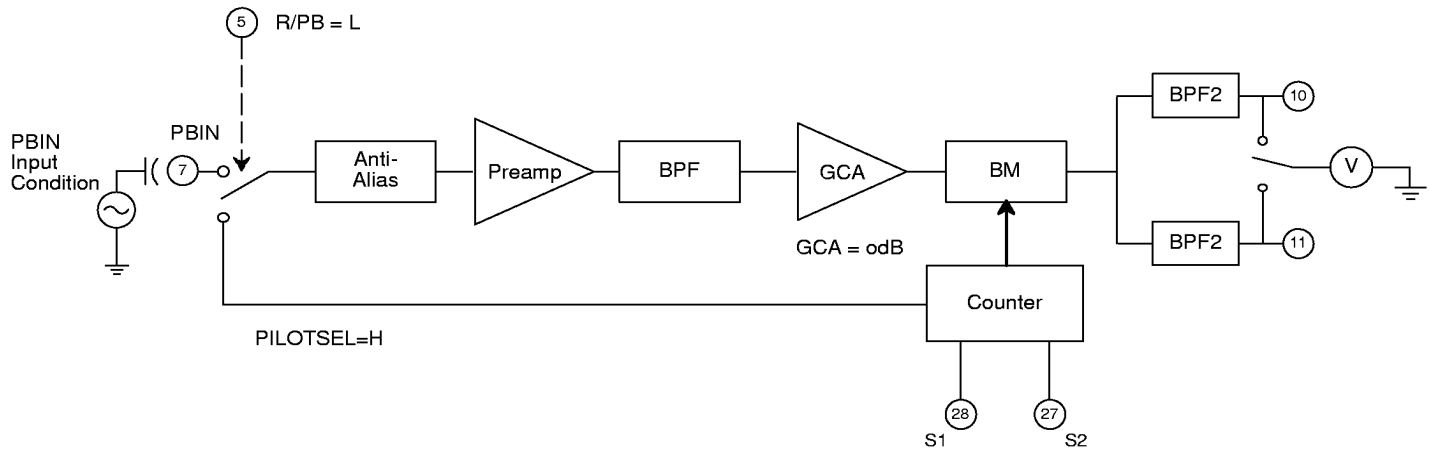 5
R/PB = L
PBIN
Input
Condition
PBIN
7
Anti-
Alias
Preamp
BPF
GCA
GCA = odB
BM
BPF2
10
V
BPF2
11
Counter
PILOTSEL=H
28
27
S1
S2